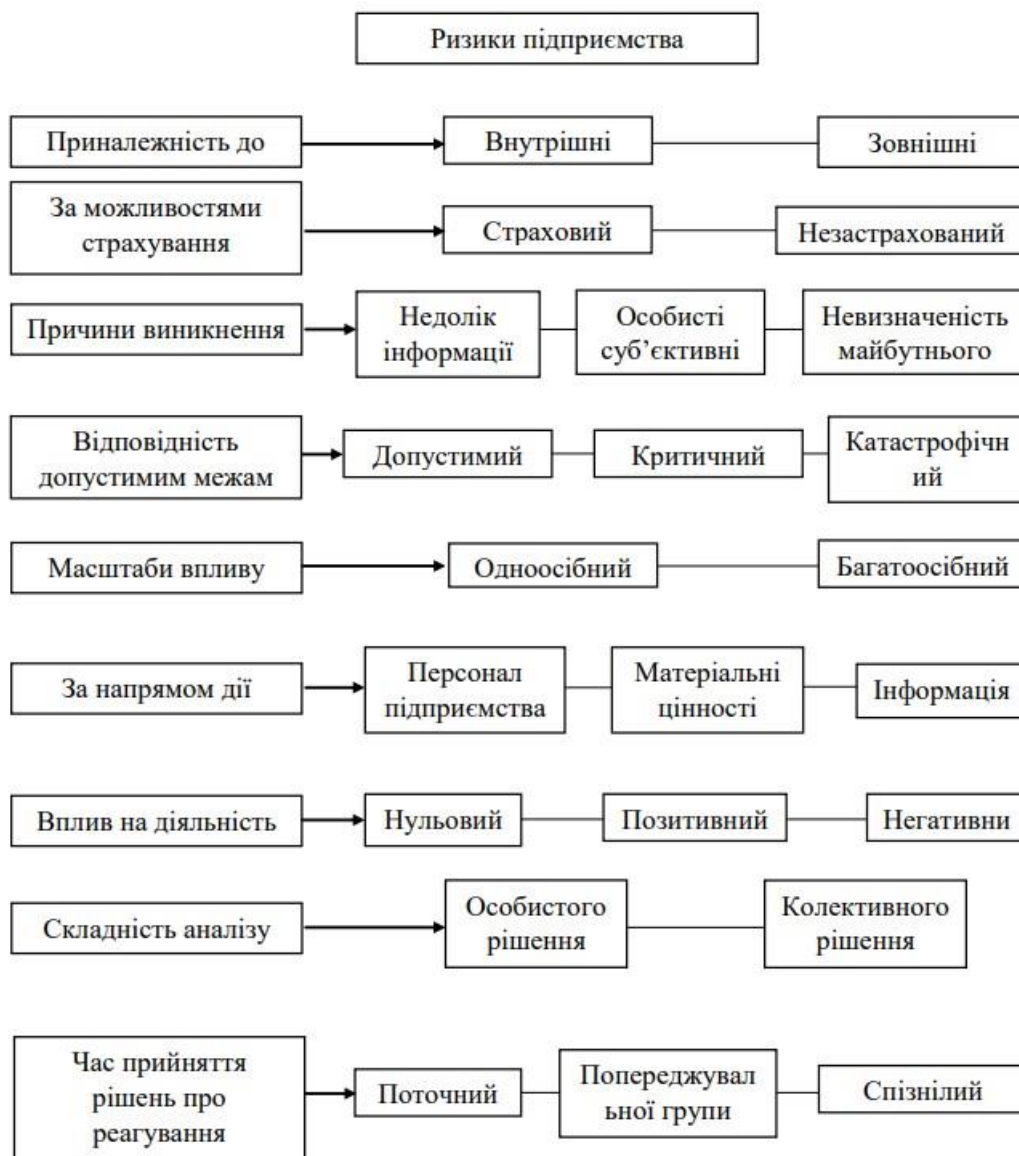 Ризики підприємства
Приналежність до
Внутрішні
Зовнішні
За можливостями
страхування
Страховий
Незастрахований
Причини виникнення
Недолік
інформації
Особисті
суб’єктивні
Невизначеність
майбутнього
Відповідність
допустимим межам
Допустимий
Критичний
Катастрофічн
ий
Масштаби впливу
Одноосібний
Багатоосібний
За напрямом дії
Персонал
підприємства
Матеріальні
цінності
Інформація
Вплив на діяльність
Нульовий
Позитивний
Негативни
Складність аналізу
Особистого
рішення
Колективного
рішення
Час прийняття
рішень про
реагування
Поточний
Попереджувал
ьної групи
Спізнілий